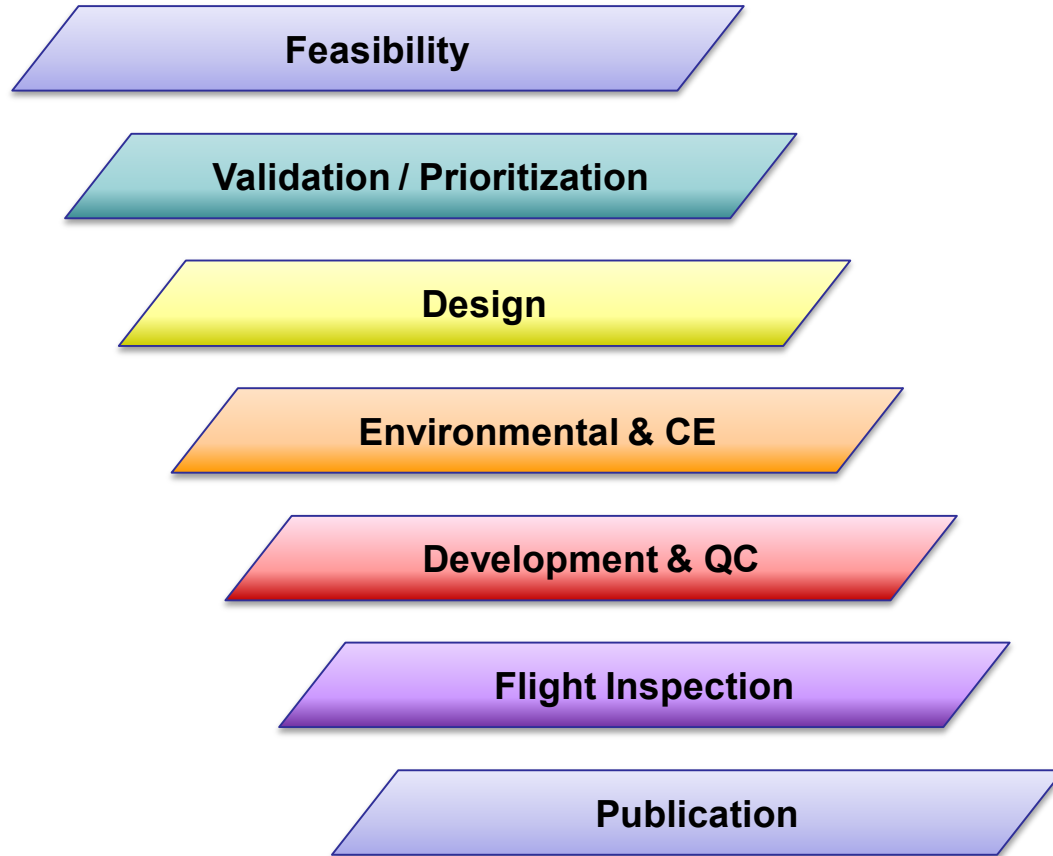 Feasibility
Validation / Prioritization
Design
Environmental & CE
Development & QC
Flight Inspection
Publication